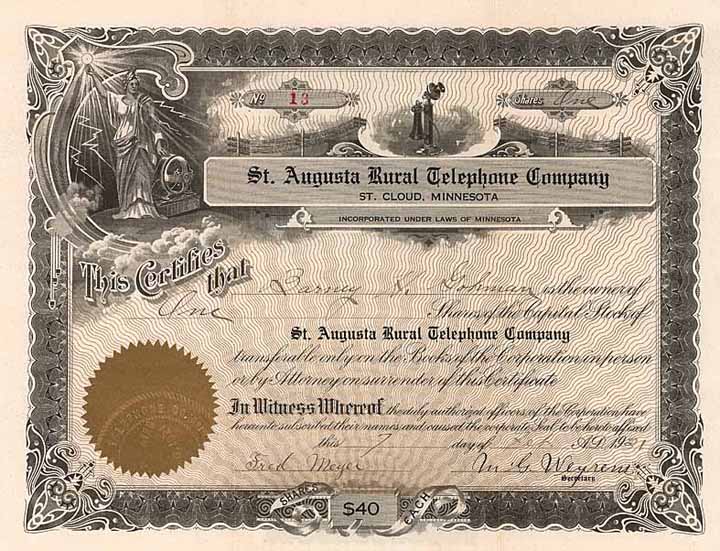 No 13
Shares One
St. Augusta Rural Telephone Company
ST. CLOUD, MINNESOTA
INCORPORATED UNDER LAWS OF MINNESOTA
This Certifies that Barney H. Gohman is the owner of
One Shares of the Capital Stock of
St. Augusta Rural Telephone Company
transferable only on the Books of the Corporation in person
or by Attorney on surrender of this Certificate
In Witness Whereof the duly authorized officers of the Corporation have
hereunto subscribed their names and caused the corporate Seal to be hereto affixed
this 7 day of A.D. 19
Fred Meyer M. G. Weyrens
Secretary
SHARES $40 EACH